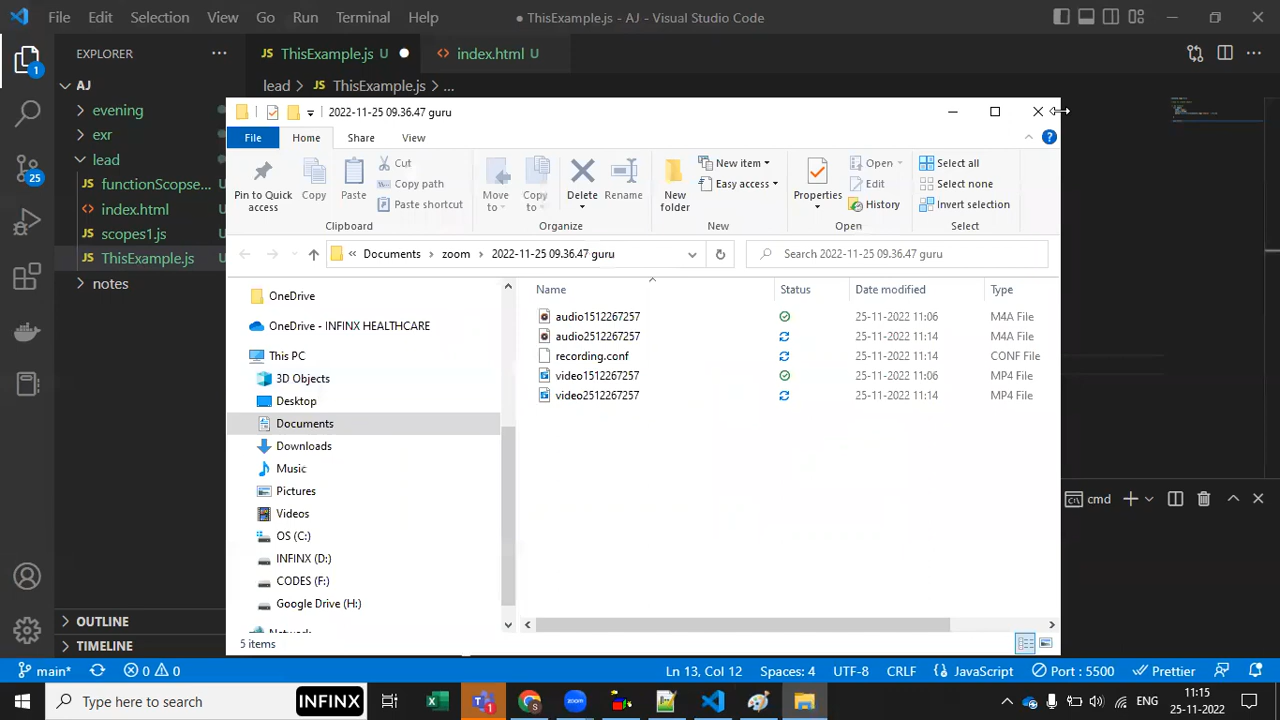 File Edit Selection View Go Run Terminal Help ThisExample.js - AJ - Visual Studio Code
EXPLORER ThisExample.js U index.html U
AJ lead > JS ThisExample.js > ...
evening
exr
lead
JS functionScopse...
index.html
JS scopes1.js
JS ThisExample.js
notes
OUTLINE
TIMELINE
1
25
2022-11-25 09.36.47 guru
File Home Share View
Pin to Quick access Copy Paste Cut Copy path Paste shortcut
Clipboard
Move to Copy to Delete Rename
Organize
New folder New item Easy access
New
Properties Open Edit History
Open
Select all Select none Invert selection
Select
« Documents > zoom > 2022-11-25 09.36.47 guru Search 2022-11-25 09.36.47 guru
OneDrive
OneDrive - INFINX HEALTHCARE
This PC
3D Objects
Desktop
Documents
Downloads
Music
Pictures
Videos
OS (C:)
INFINX (D:)
CODES (F:)
Google Drive (H:)
Network
Name Status Date modified Type
audio1512267257 25-11-2022 11:06 M4A File
audio2512267257 25-11-2022 11:14 M4A File
recording.conf 25-11-2022 11:14 CONF File
video1512267257 25-11-2022 11:06 MP4 File
video2512267257 25-11-2022 11:14 MP4 File
5 items
cmd
main* 0 0 Ln 13, Col 12 Spaces: 4 UTF-8 CRLF {} JavaScript Port : 5500 Prettier
Type here to search INFINX 1 zoom ENG 11:15
25-11-2022